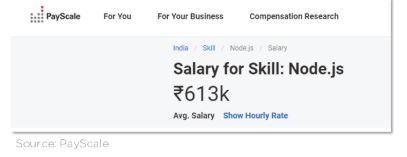 PayScale For You For Your Business Compensation Research
India / Skill / Node.js / Salary
Salary for Skill: Node.js
₹613k
Avg. Salary Show Hourly Rate
Source: PayScale